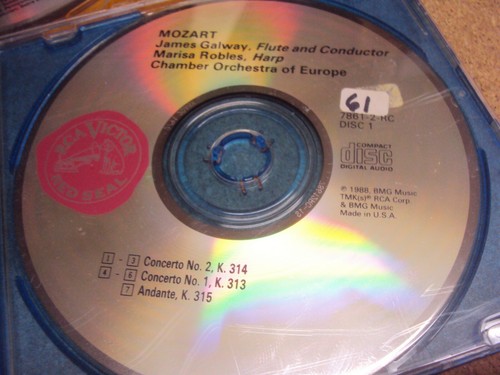 MOZART
James Galway, Flute and Conductor
Marisa Robles, Harp
Chamber Orchestra of Europe
61
7861-2-RC
DISC 1
RCA VICTOR
RED SEAL
COMPACT
disc
DIGITAL AUDIO
℗ 1988, BMG Music
TMK(s)® RCA Corp.
& BMG Music
Made in U.S.A.
1 - 3 Concerto No. 2, K. 314
4 - 6 Concerto No. 1, K. 313
7 Andante, K. 315